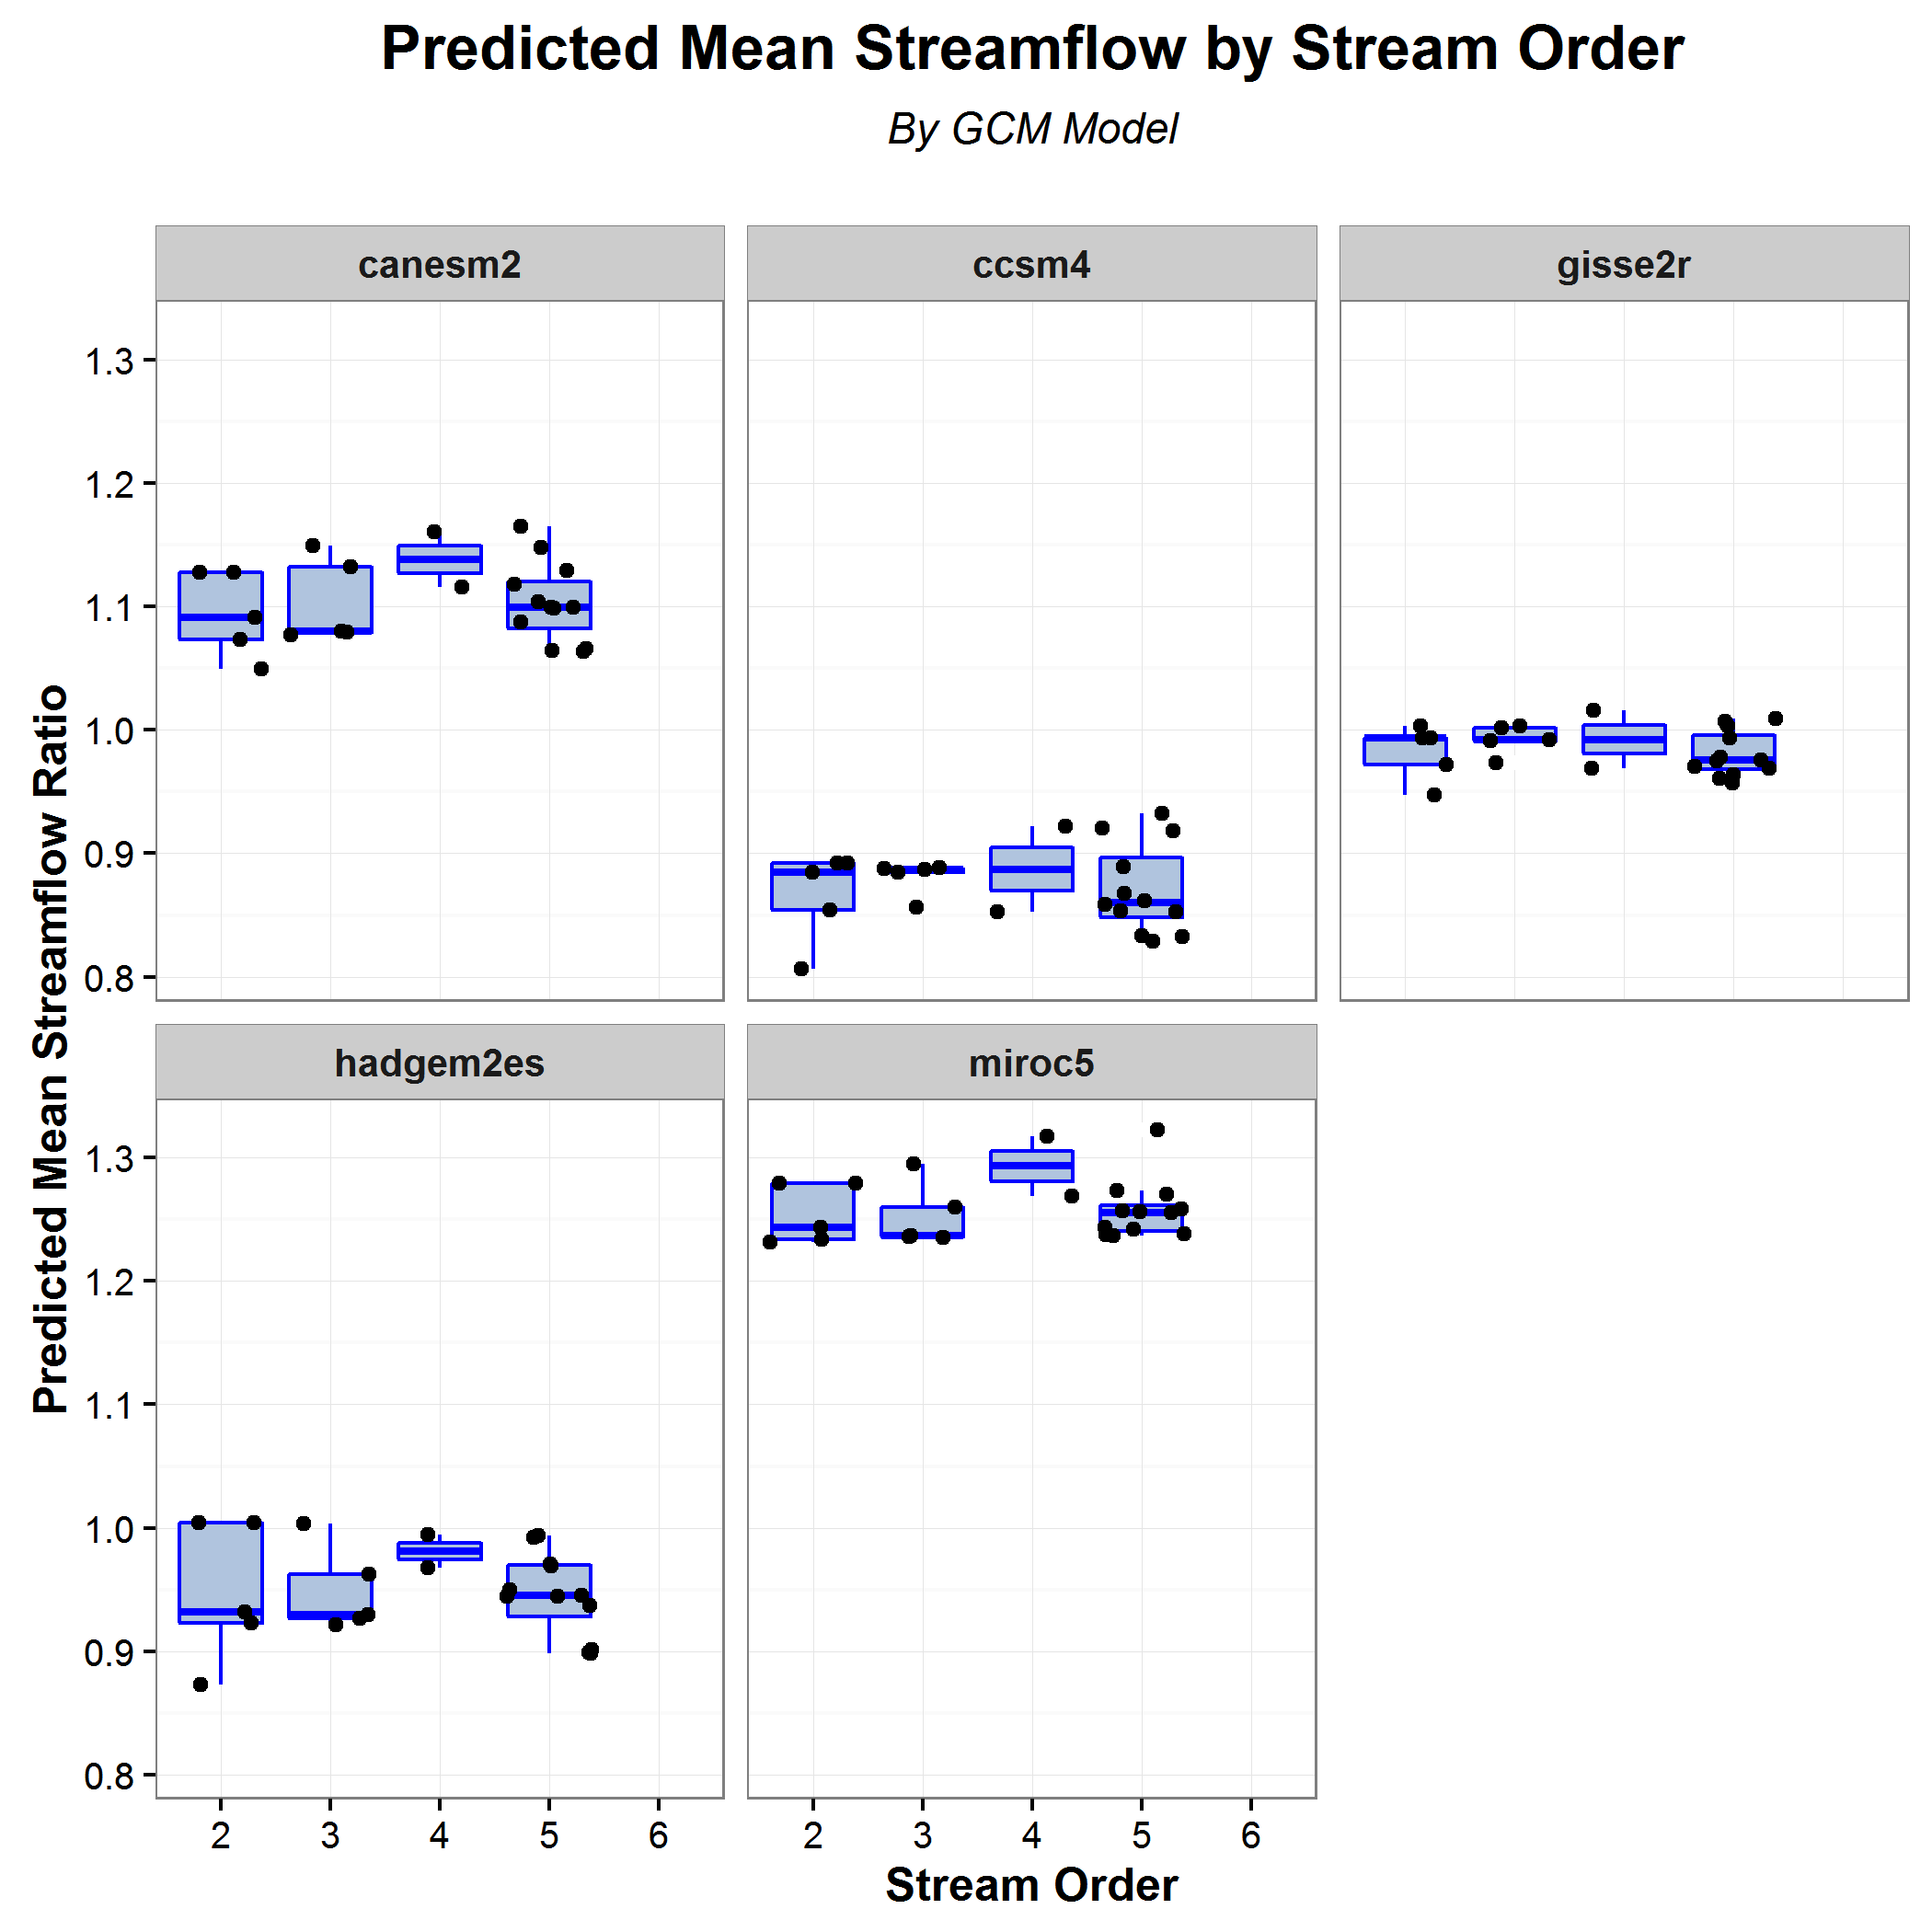 Predicted Mean Streamflow by Stream Order
By GCM Model
canesm2
ccsm4
gisse2r
1.3
1.2
1.1
1.0
0.9
0.8
Predicted Mean Streamflow Ratio
hadgem2es
miroc5
1.3
1.2
1.1
1.0
0.9
0.8
2 3 4 5 6
2 3 4 5 6
Stream Order